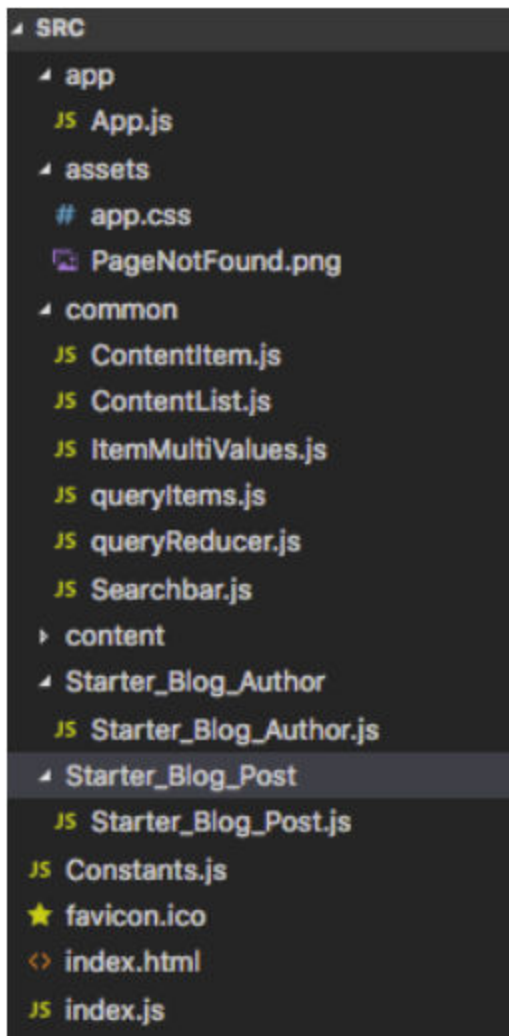 SRC
app
JS App.js
assets
# app.css
PageNotFound.png
common
JS ContentItem.js
JS ContentList.js
JS ItemMultiValues.js
JS queryItems.js
JS queryReducer.js
JS Searchbar.js
content
Starter_Blog_Author
JS Starter_Blog_Author.js
Starter_Blog_Post
JS Starter_Blog_Post.js
JS Constants.js
favicon.ico
<> index.html
JS index.js